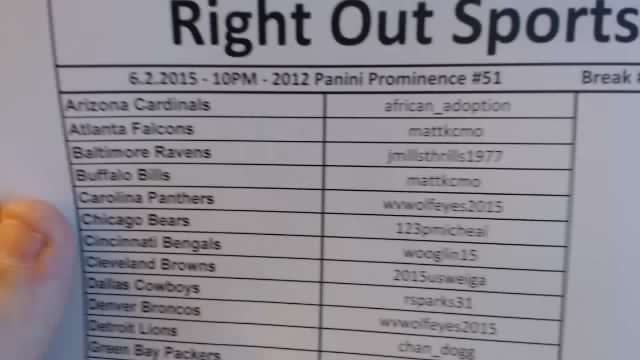 Right Out Sports
6.2.2015 - 10PM - 2012 Panini Prominence #51 Break
Arizona Cardinals african_adoption
Atlanta Falcons mattkcmo
Baltimore Ravens jmillsthrills1977
Buffalo Bills mattkcmo
Carolina Panthers wvwolfeyes2015
Chicago Bears 123pmicheal
Cincinnati Bengals wooglin15
Cleveland Browns 2015usweiga
Dallas Cowboys rsparks31
Denver Broncos wvwolfeyes2015
Detroit Lions chan_dogg
Green Bay Packers